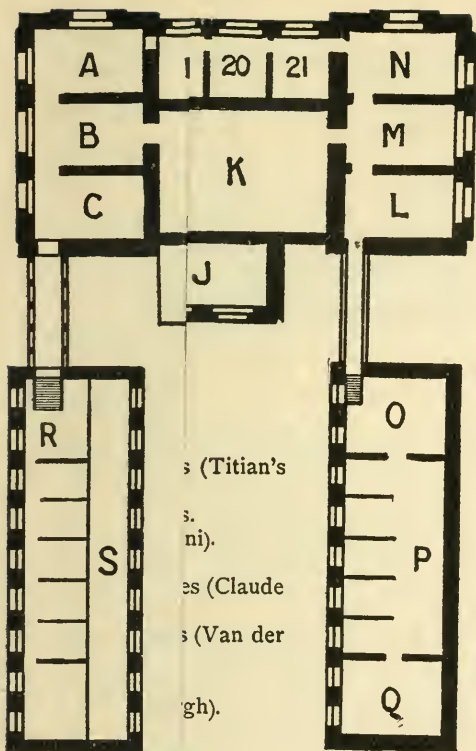 A 1 20 21 N
B K M
C L
J
R O
s (Titian's
s.
ni).
S P
es (Claude
s (Van der
Q
gh).